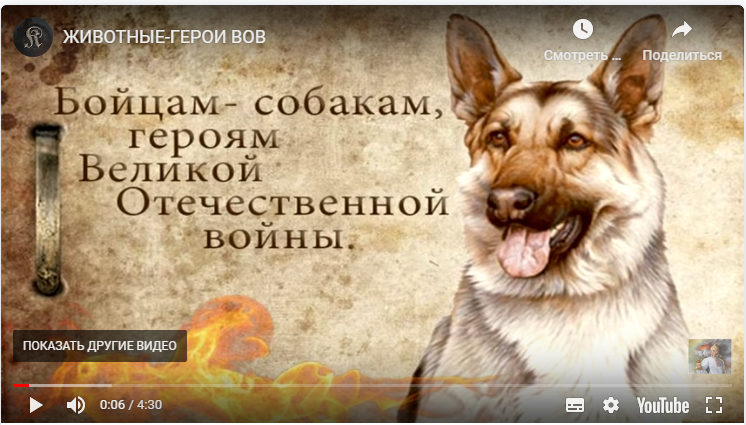 ЖИВОТНЫЕ-ГЕРОИ ВОВ
Смотреть ...
Поделиться
Бойцам- собакам,
героям
Великой
Отечественной
войны.
ПОКАЗАТЬ ДРУГИЕ ВИДЕО
0:06 / 4:30
YouTube